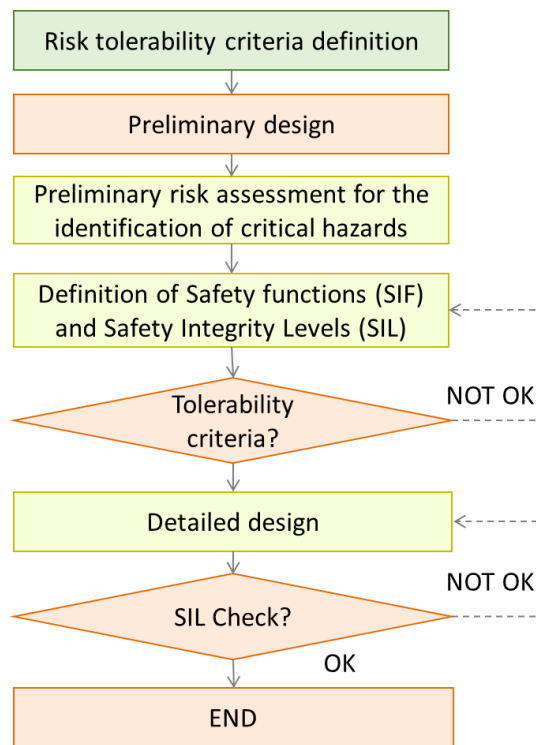 Risk tolerability criteria definition
Preliminary design
Preliminary risk assessment for the
identification of critical hazards
Definition of Safety functions (SIF)
and Safety Integrity Levels (SIL)
Tolerability
criteria?
NOT OK
Detailed design
NOT OK
SIL Check?
OK
END